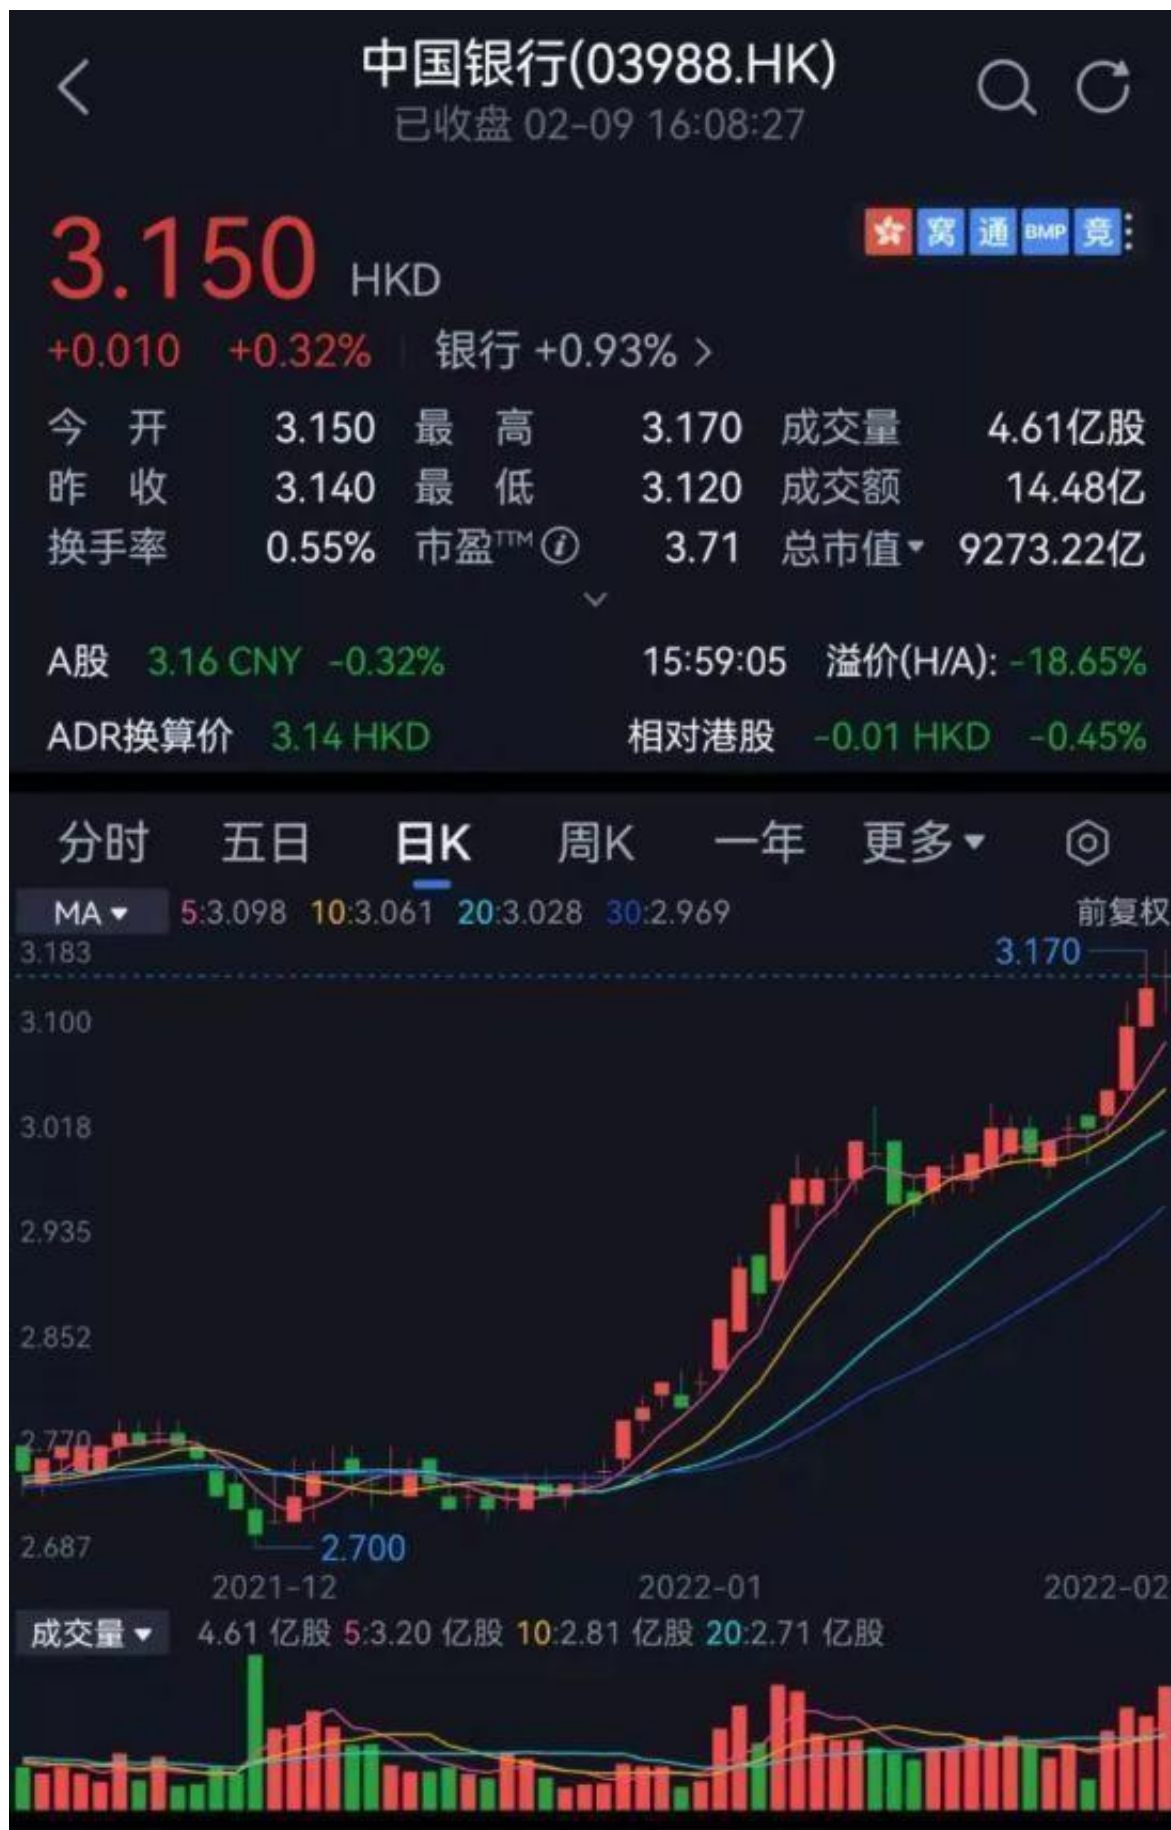 中国银行(03988.HK)
已收盘 02-09 16:08:27
3.150 HKD
窝 通 BMP 竞
+0.010 +0.32% 银行 +0.93%
今开 3.150 最高 3.170 成交量 4.61亿股
昨收 3.140 最低 3.120 成交额 14.48亿
换手率 0.55% 市盈TTM i 3.71 总市值 9273.22亿
A股 3.16 CNY -0.32% 15:59:05 溢价(H/A): -18.65%
ADR换算价 3.14 HKD 相对港股 -0.01 HKD -0.45%
分时 五日 日K 周K 一年 更多
MA 5:3.098 10:3.061 20:3.028 30:2.969 前复权
3.183 3.170
3.100
3.018
2.935
2.852
2.770
2.687 2.700
2021-12 2022-01 2022-02
成交量 4.61 亿股 5:3.20 亿股 10:2.81 亿股 20:2.71 亿股